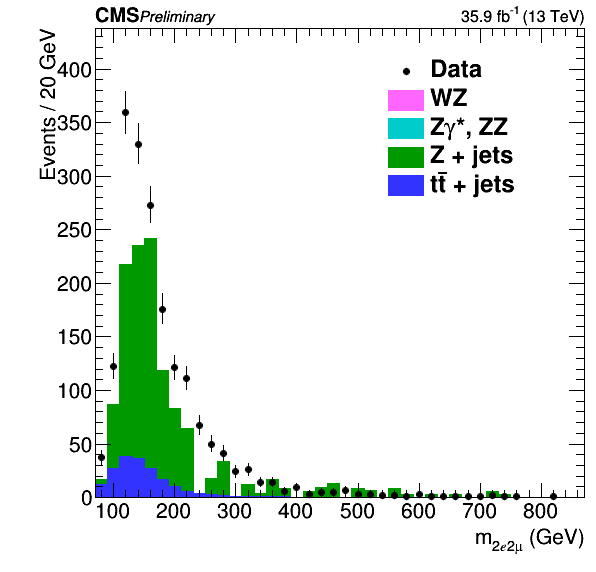 CMS Preliminary 35.9 fb⁻¹ (13 TeV)
Events / 20 GeV
400
350
300
250
200
150
100
50
0
Data
WZ
Zγ*, ZZ
Z + jets
tt̄ + jets
100 200 300 400 500 600 700 800
m₂ₑ₂μ (GeV)